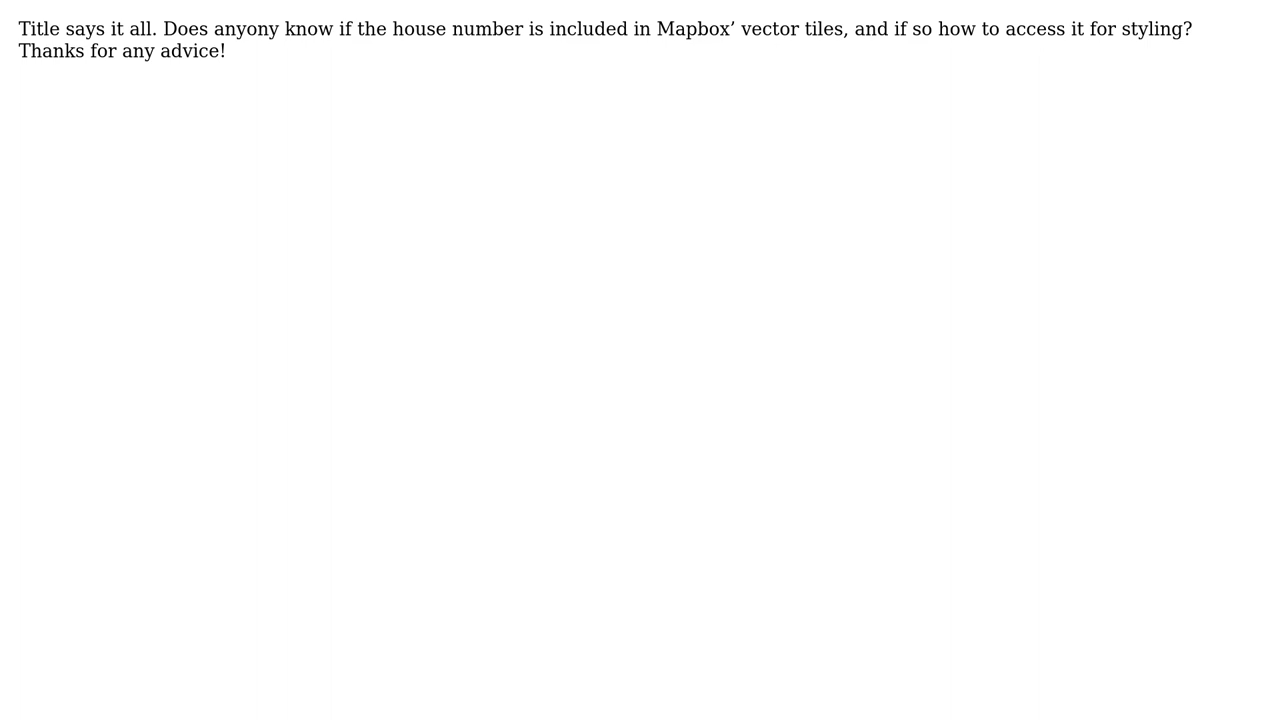 Title says it all. Does anyony know if the house number is included in Mapbox’ vector tiles, and if so how to access it for styling?
Thanks for any advice!